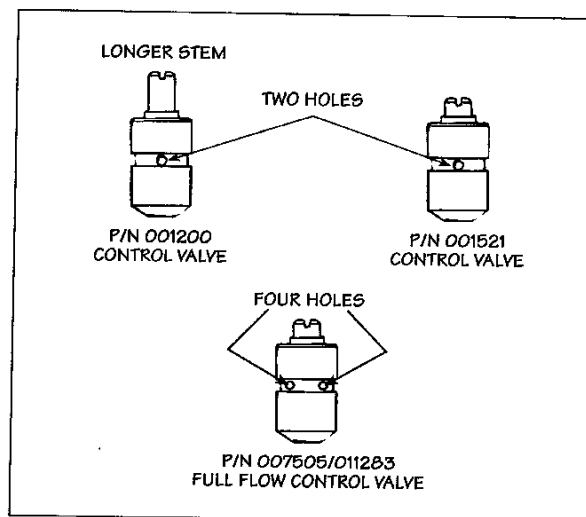 LONGER STEM
TWO HOLES
P/N 001200
CONTROL VALVE
P/N 001521
CONTROL VALVE
FOUR HOLES
P/N 007505/011283
FULL FLOW CONTROL VALVE